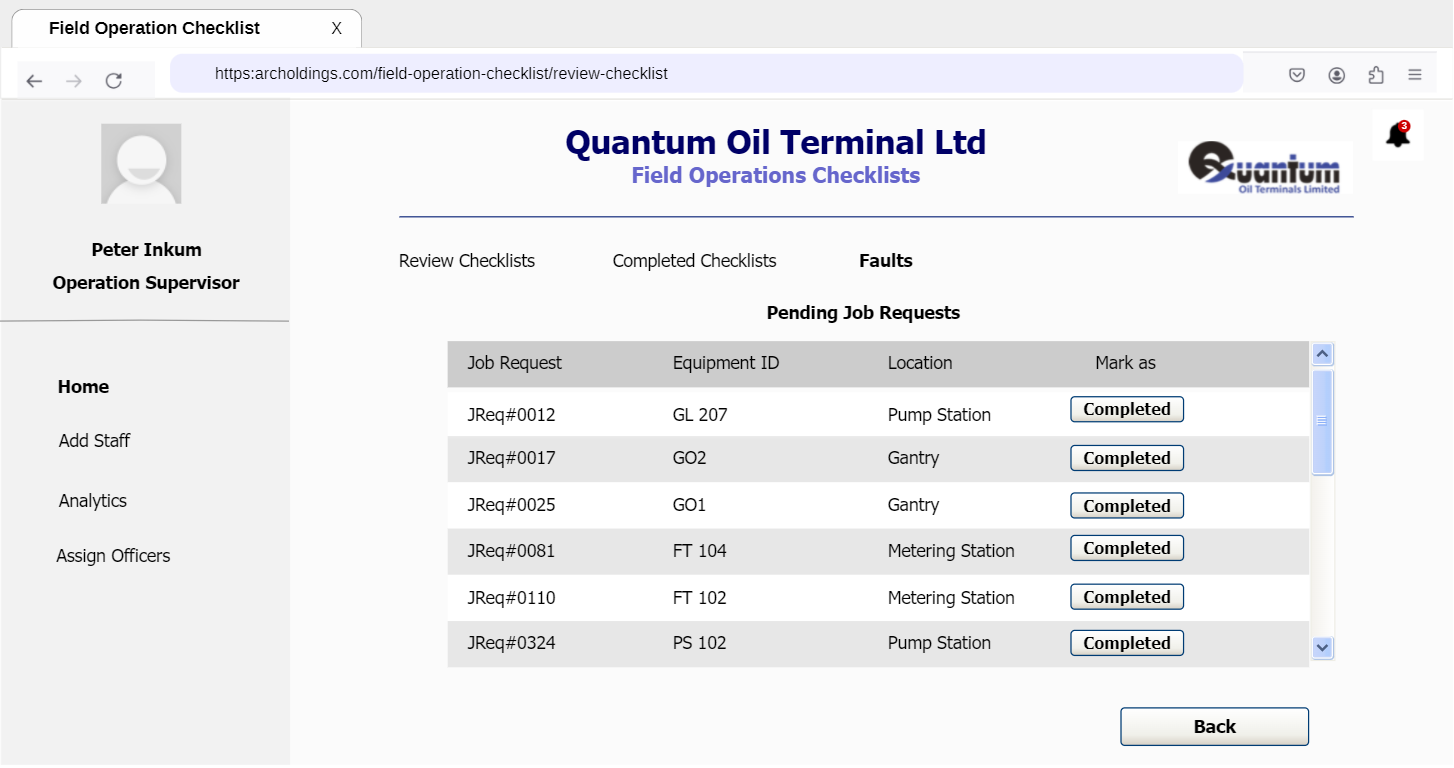 Field Operation Checklist X
https:archoldings.com/field-operation-checklist/review-checklist
Quantum Oil Terminal Ltd
Field Operations Checklists
Quantum
Oil Terminals Limited
3
Peter Inkum
Operation Supervisor
Home
Add Staff
Analytics
Assign Officers
Review Checklists Completed Checklists Faults
Pending Job Requests
Job Request Equipment ID Location Mark as
JReq#0012 GL 207 Pump Station Completed
JReq#0017 GO2 Gantry Completed
JReq#0025 GO1 Gantry Completed
JReq#0081 FT 104 Metering Station Completed
JReq#0110 FT 102 Metering Station Completed
JReq#0324 PS 102 Pump Station Completed
Back